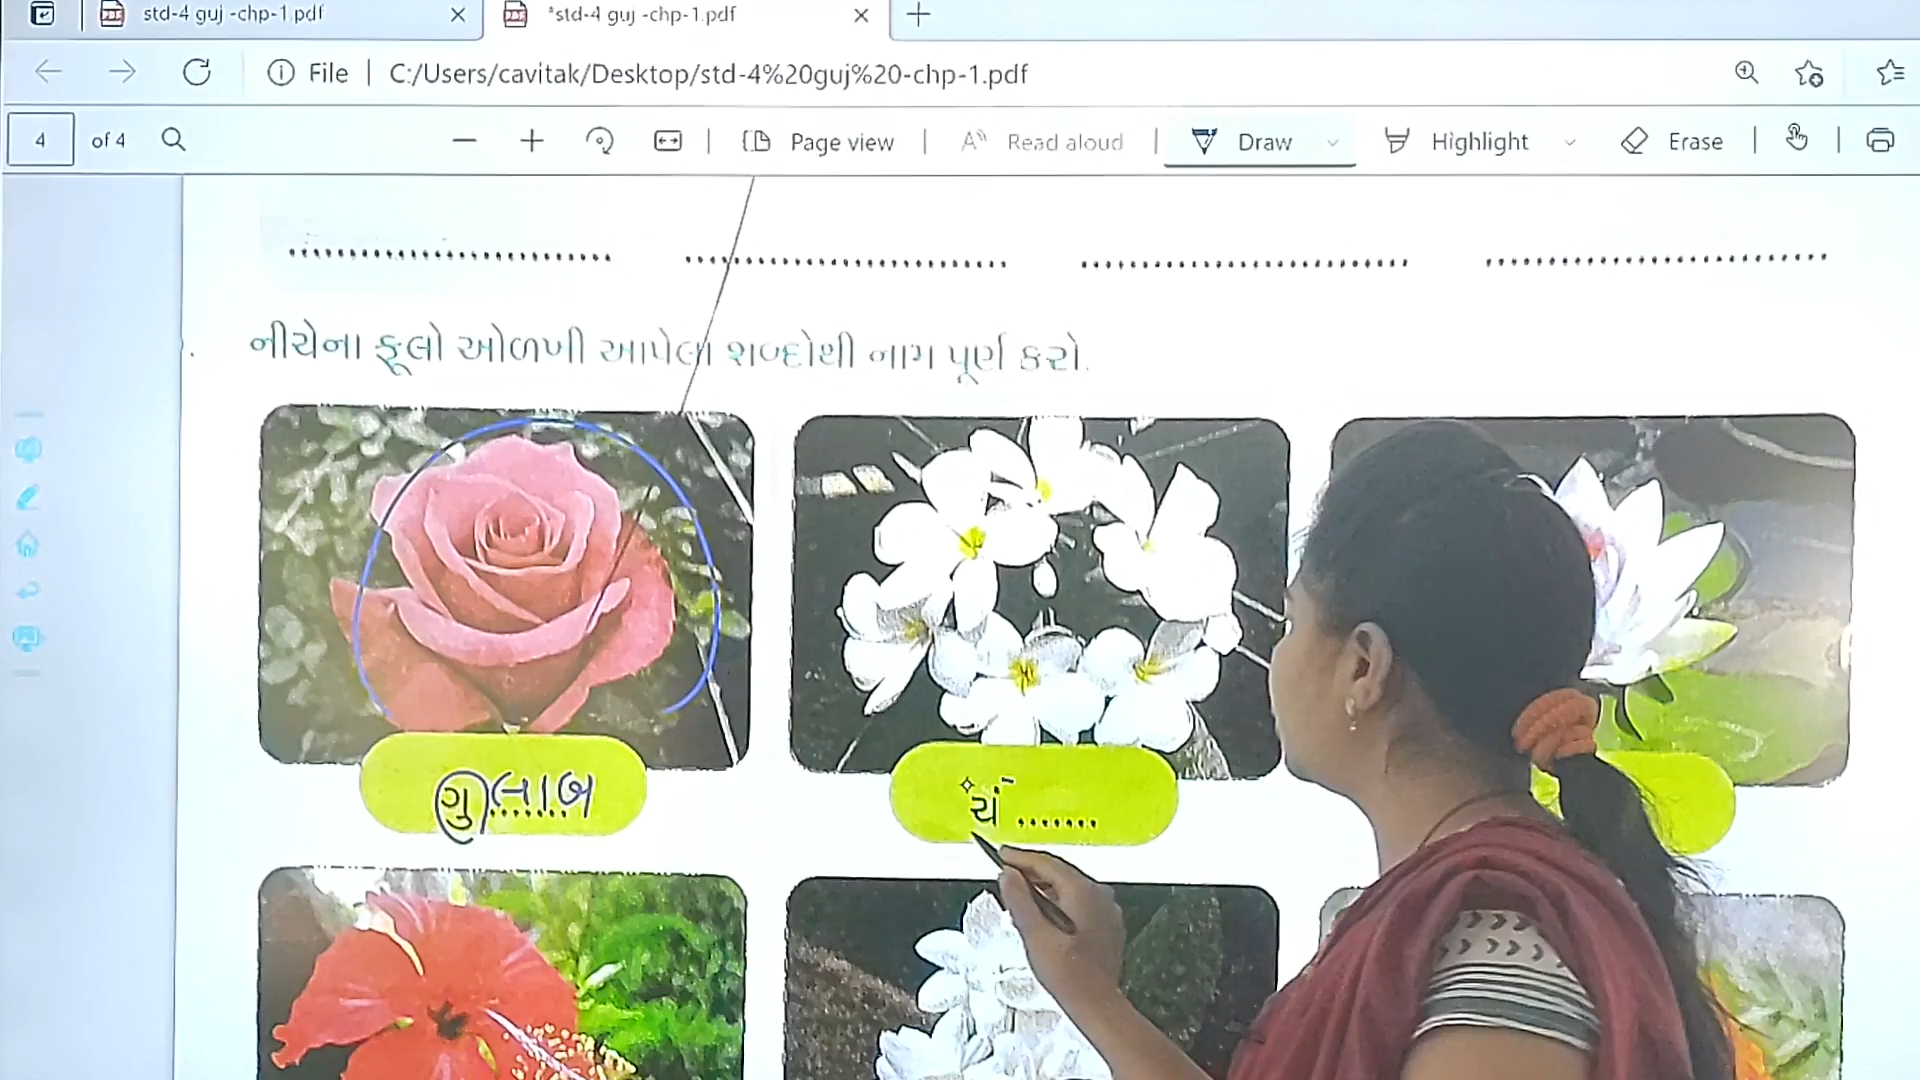 std-4 guj -chp-1.pdf
*std-4 guj -chp-1.pdf
File | C:/Users/cavitak/Desktop/std-4%20guj%20-chp-1.pdf
4 of 4 Page view Read aloud Draw Highlight Erase
નીચેના ફૂલો ઓળખી આપેલા શબ્દોથી નામ પૂર્ણ કરો.
ગુલાબ
ચં .......